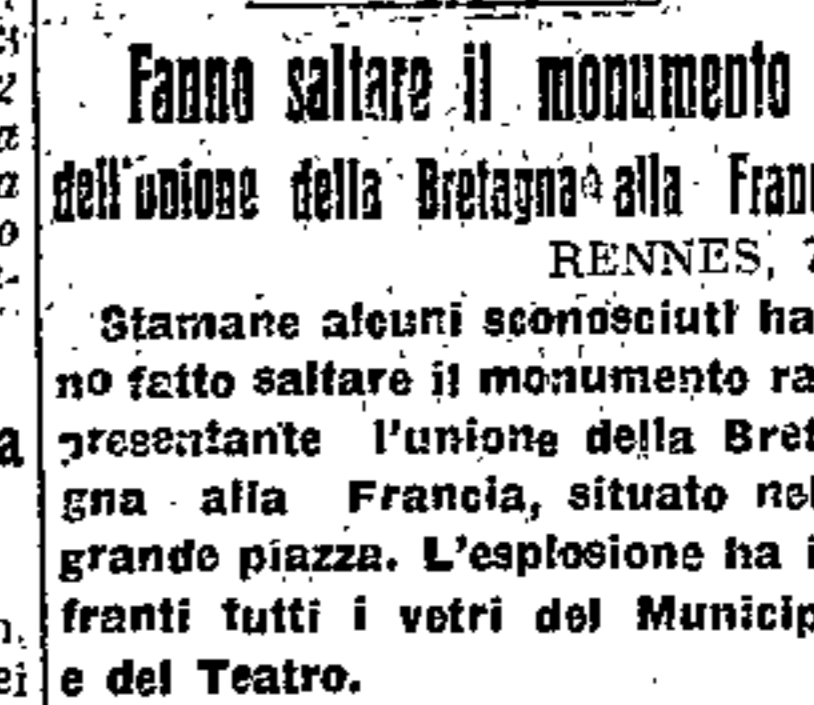 Fanno saltare il monumento
dell'unione della Bretagna alla Fran
RENNES, 7
Stamane alcuni sconosciuti ha
no fatto saltare il monumento ra
presentante l'unione della Bret
gna alla Francia, situato nel
grande piazza. L'esplosione ha i
franti tutti i vetri del Municip
e del Teatro.